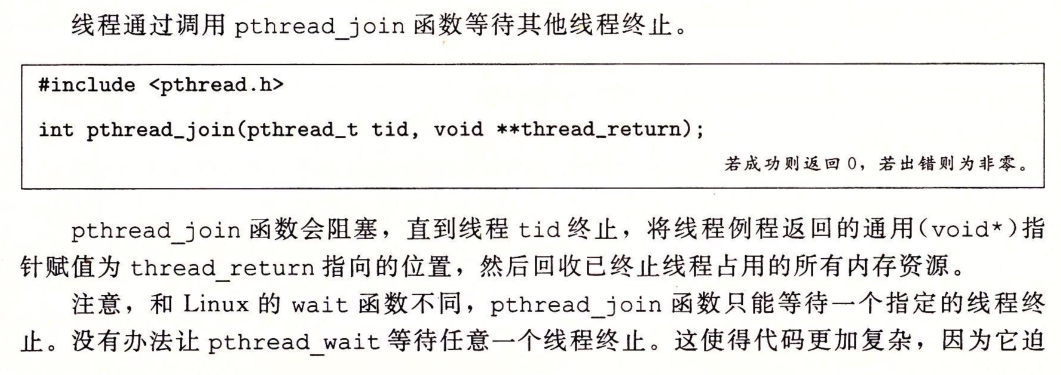 线程通过调用 pthread_join 函数等待其他线程终止。
#include <pthread.h>
int pthread_join(pthread_t tid, void **thread_return);
若成功则返回 0，若出错则为非零。
pthread_join 函数会阻塞，直到线程 tid 终止，将线程例程返回的通用(void*)指
针赋值为 thread_return 指向的位置，然后回收已终止线程占用的所有内存资源。
注意，和 Linux 的 wait 函数不同，pthread_join 函数只能等待一个指定的线程终
止。没有办法让 pthread_wait 等待任意一个线程终止。这使得代码更加复杂，因为它迫